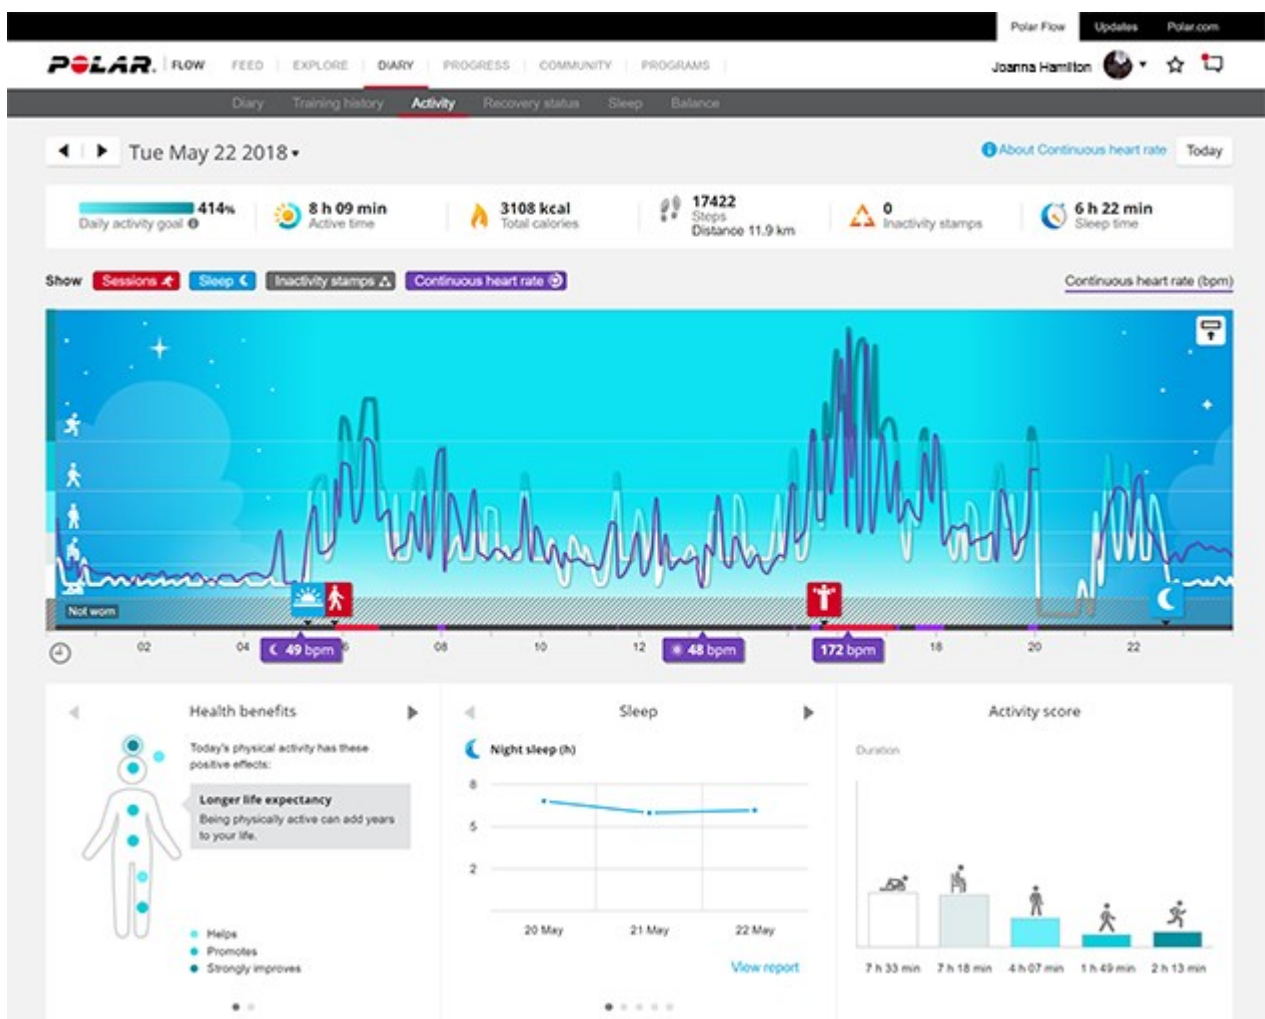 Polar Flow Updates Polar.com
POLAR. FLOW FEED EXPLORE DIARY PROGRESS COMMUNITY PROGRAMS Joanna Hamilton
Diary Training history Activity Recovery status Sleep Balance
Tue May 22 2018 About Continuous heart rate Today
414% 8 h 09 min 3108 kcal 17422 0 6 h 22 min
Daily activity goal Active time Total calories Steps Inactivity stamps Sleep time
Distance 11.9 km
Show Sessions Sleep Inactivity stamps Continuous heart rate Continuous heart rate (bpm)
Not worn
02 04 6 08 10 12 18 20 22
49 bpm 48 bpm 172 bpm
Health benefits
Today's physical activity has these
positive effects:
Longer life expectancy
Being physically active can add years
to your life.
Helps
Promotes
Strongly improves
Sleep
Night sleep (h)
8
5
2
20 May 21 May 22 May
View report
Activity score
Duration
7 h 33 min 7 h 18 min 4 h 07 min 1 h 49 min 2 h 13 min